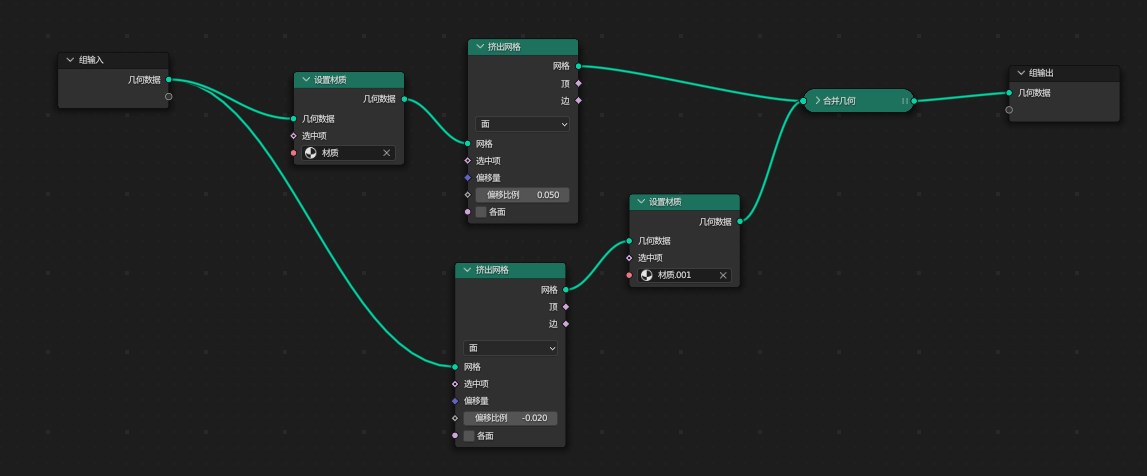 组输入
几何数据
设置材质
几何数据
几何数据
选中项
材质
挤出网格
网格
顶
边
面
网格
选中项
偏移量
偏移比例 0.050
各面
合并几何
组输出
几何数据
设置材质
几何数据
几何数据
选中项
材质.001
挤出网格
网格
顶
边
面
网格
选中项
偏移量
偏移比例 -0.020
各面